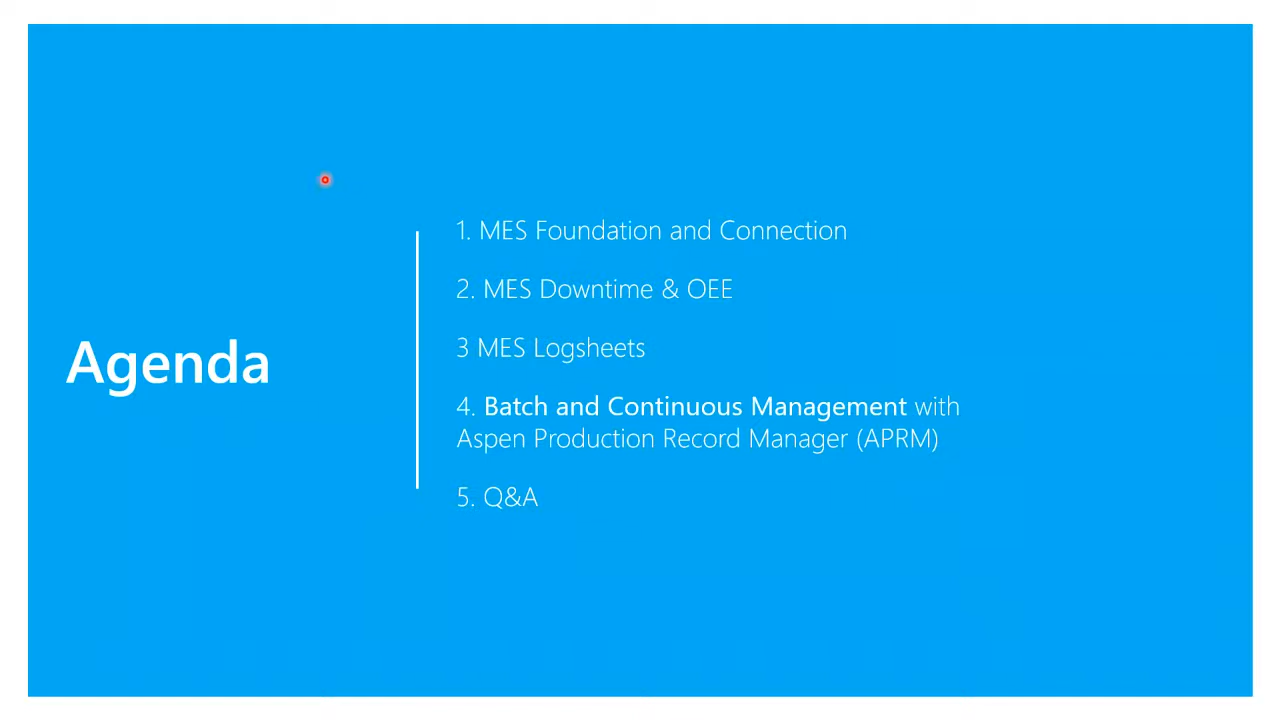 Agenda
1. MES Foundation and Connection
2. MES Downtime & OEE
3 MES Logsheets
4. Batch and Continuous Management with
Aspen Production Record Manager (APRM)
5. Q&A